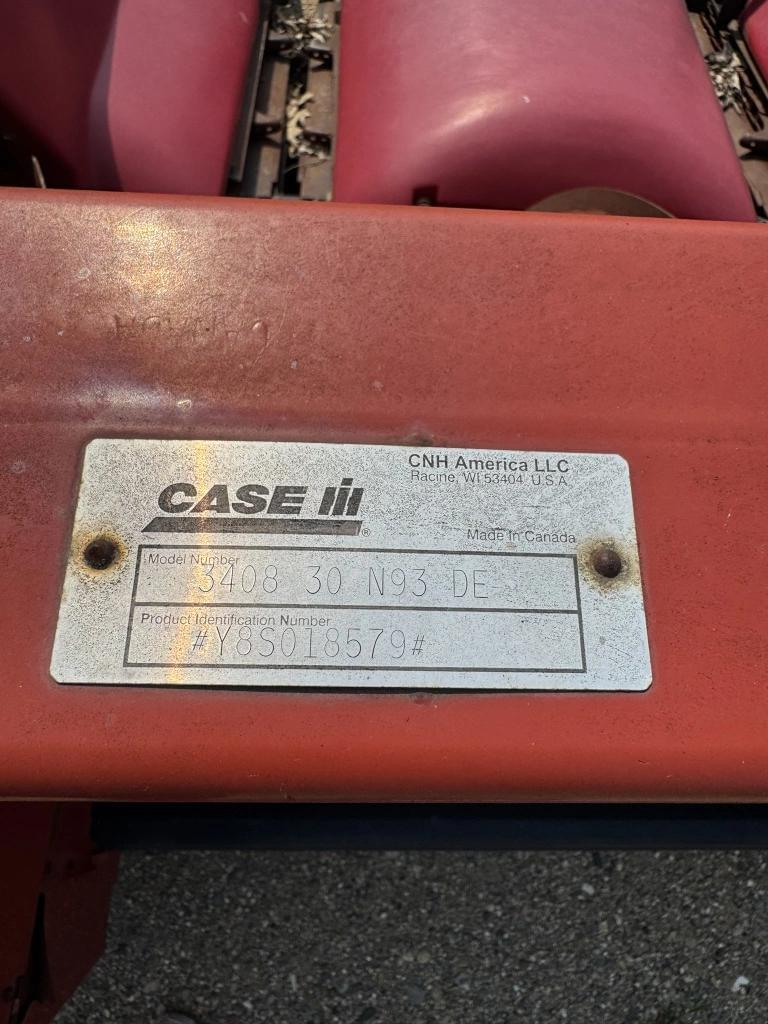 CANADA
CNH America LLC
Racine, WI 53404 U.S.A.
CASE IH®
Made In Canada
Model Number
3408 30 N93 DE
Product Identification Number
#Y8S018579#